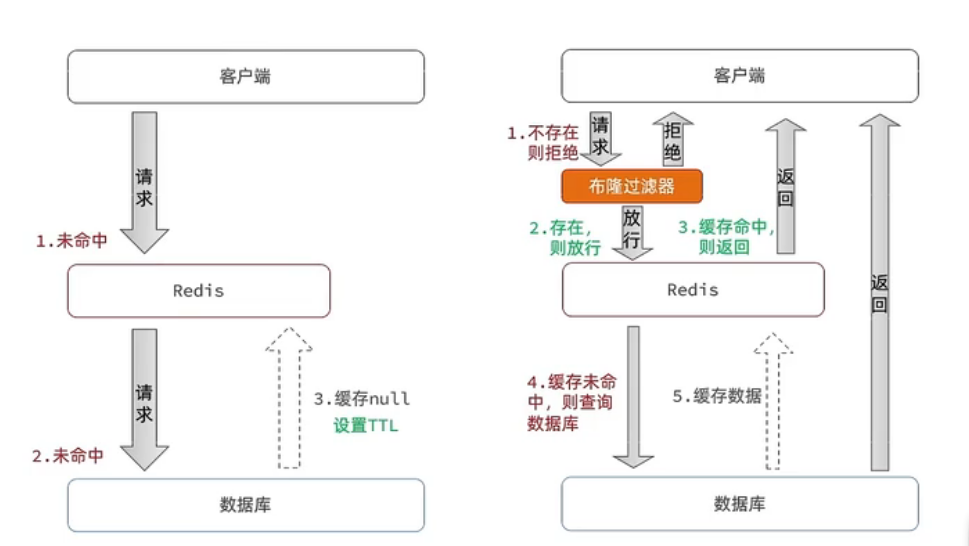 客户端
请求
1.未命中
Redis
请求
3.缓存null
设置TTL
2.未命中
数据库
客户端
1.不存在
则拒绝
请求
拒绝
布隆过滤器
2.存在，
则放行
放行
3.缓存命中，
则返回
返回
返回
Redis
4.缓存未命
中，则查询
数据库
5.缓存数据
数据库